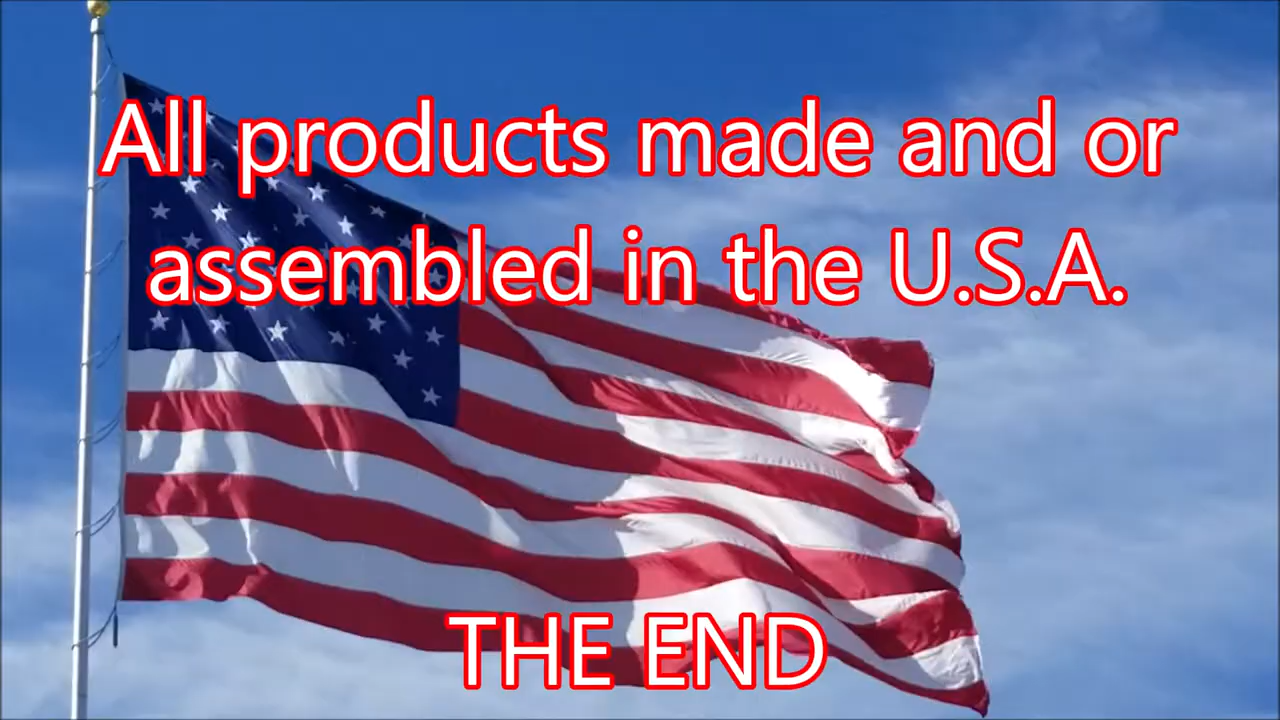 All products made and or
assembled in the U.S.A.
THE END